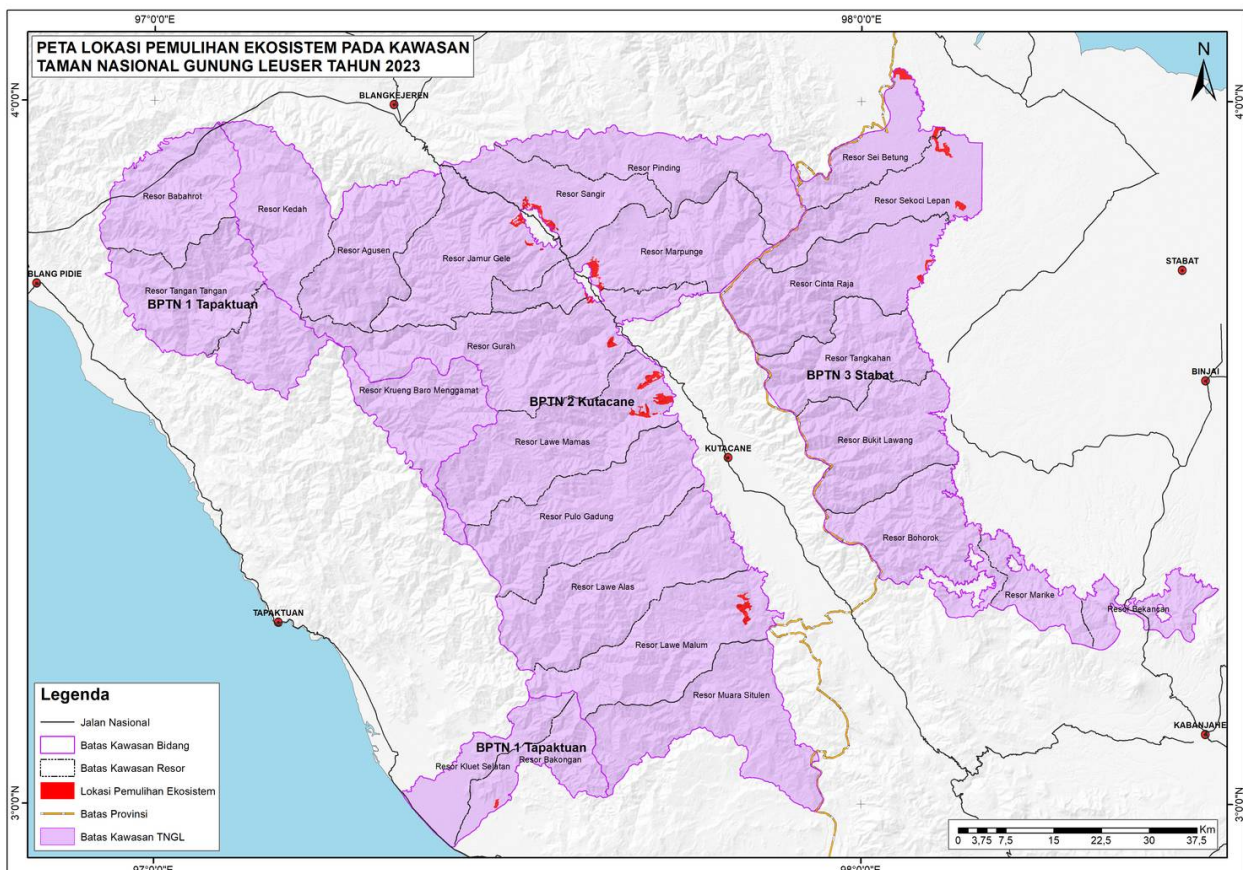 97°0'0"E
98°0'0"E
PETA LOKASI PEMULIHAN EKOSISTEM PADA KAWASAN
TAMAN NASIONAL GUNUNG LEUSER TAHUN 2023
N
BLANGKEJEREN
4°0'0"N
4°0'0"N
Resor Sei Betung
Resor Pinding
Resor Babahrot
Resor Sangir
Resor Sekoci Lepan
Resor Kedah
Resor Agusen
Resor Jamur Gele
Resor Marpunge
STABAT
BLANG PIDIE
Resor Tangan Tangan
Resor Cinta Raja
BPTN 1 Tapaktuan
Resor Gurah
Resor Tangkahan
BPTN 3 Stabat
BINJAI
Resor Krueng Baro Menggamat
BPTN 2 Kutacane
Resor Lawe Mamas
Resor Bukit Lawang
KUTACANE
Resor Pulo Gadung
Resor Bohorok
Resor Lawe Alas
Resor Marike
Resor Bekancan
TAPAKTUAN
Resor Lawe Malum
Resor Muara Situlen
KABANJAHE
BPTN 1 Tapaktuan
Resor Bakongan
Resor Kluet Selatan
Legenda
Jalan Nasional
Batas Kawasan Bidang
Batas Kawasan Resor
Lokasi Pemulihan Ekosistem
Batas Provinsi
Batas Kawasan TNGL
3°0'0"N
3°0'0"N
Km
0 3,75 7,5 15 22,5 30 37,5
97°0'0"E
98°0'0"E